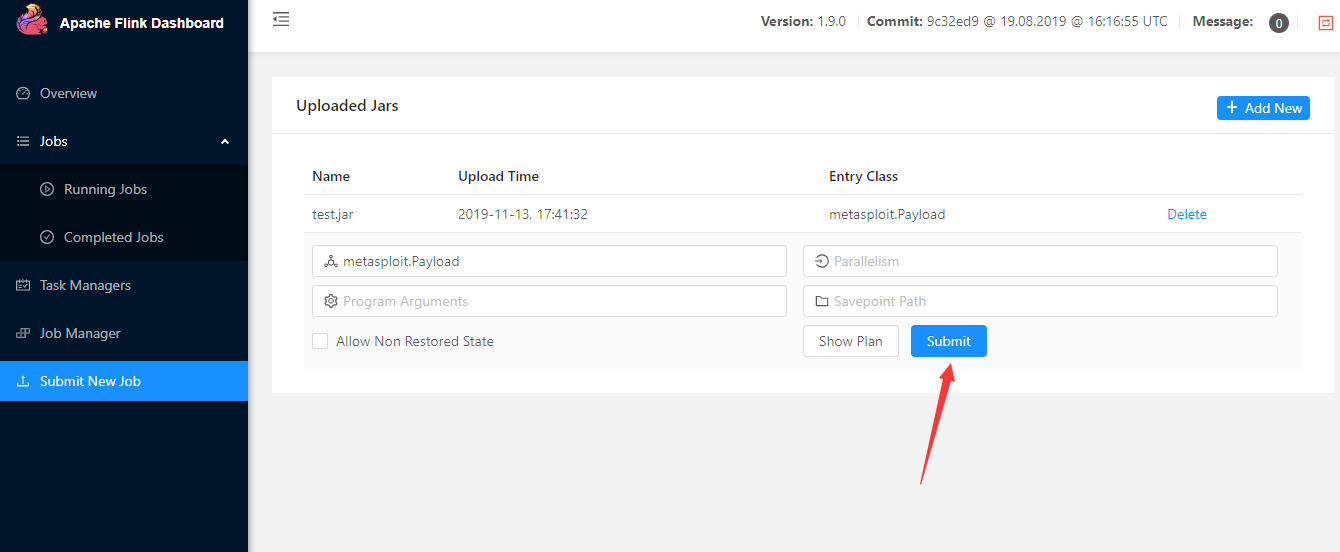 Apache Flink Dashboard
Version: 1.9.0 Commit: 9c32ed9 @ 19.08.2019 @ 16:16:55 UTC Message: 0
Overview
Jobs
Running Jobs
Completed Jobs
Task Managers
Job Manager
Submit New Job
Uploaded Jars
+ Add New
Name Upload Time Entry Class
test.jar 2019-11-13, 17:41:32 metasploit.Payload Delete
metasploit.Payload Parallelism
Program Arguments Savepoint Path
Allow Non Restored State Show Plan Submit